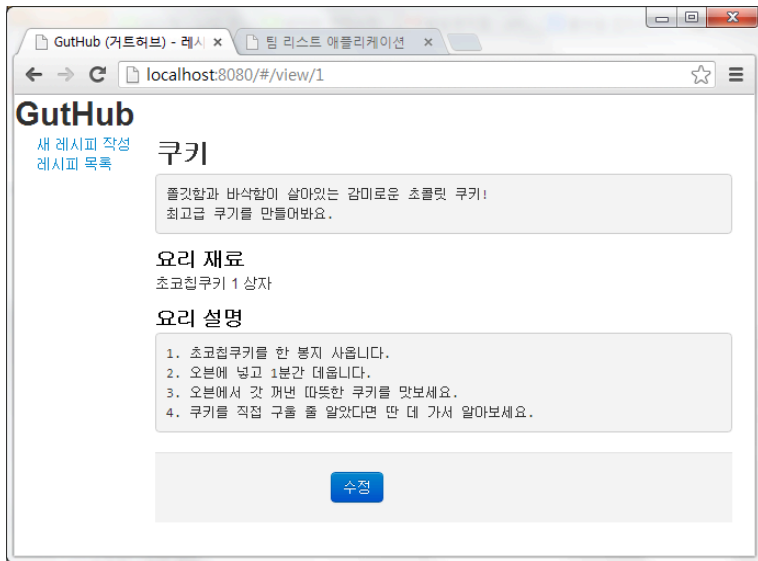 GutHub (거트허브) - 레시
팀 리스트 애플리케이션
localhost:8080/#/view/1
GutHub
새 레시피 작성
레시피 목록
쿠키
쫄깃함과 바삭함이 살아있는 감미로운 초콜릿 쿠키!
최고급 쿠기를 만들어봐요.
요리 재료
초코칩쿠키 1 상자
요리 설명
1. 초코칩쿠키를 한 봉지 사옵니다.
2. 오븐에 넣고 1분간 데웁니다.
3. 오븐에서 갓 꺼낸 따뜻한 쿠키를 맛보세요.
4. 쿠키를 직접 구울 줄 알았다면 딴 데 가서 알아보세요.
수정